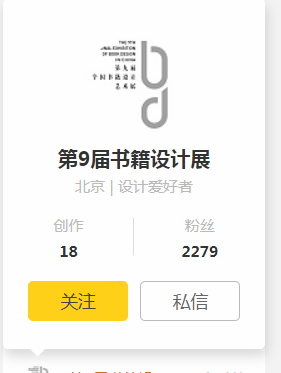 THE 9TH
NATIONAL EXHIBITION
OF BOOK DESIGN
IN CHINA
第九届
全国书籍设计
艺术展
bd
第9届书籍设计展
北京 | 设计爱好者
创作 粉丝
18 2279
关注 私信